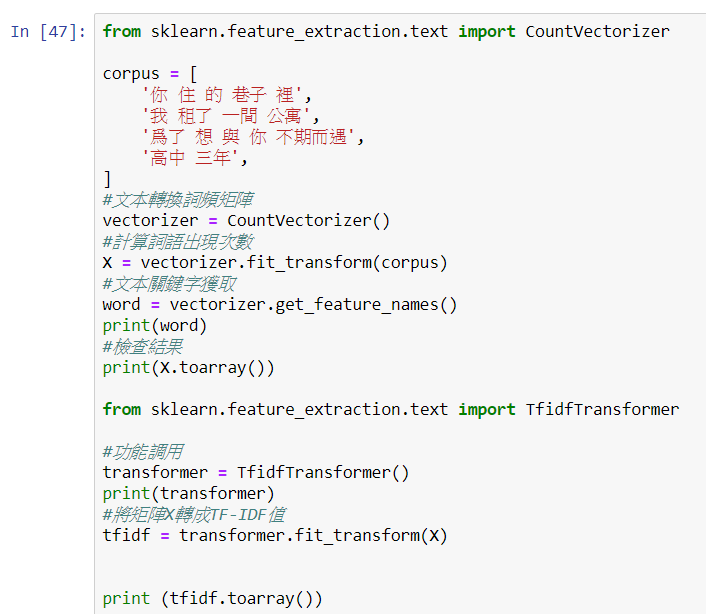 In [47]: from sklearn.feature_extraction.text import CountVectorizer
corpus = [
'你 住 的 巷子 裡',
'我 租了 一間 公寓',
'爲了 想 與 你 不期而遇',
'高中 三年',
]
#文本轉換詞頻矩陣
vectorizer = CountVectorizer()
#計算詞語出現次數
X = vectorizer.fit_transform(corpus)
#文本關鍵字獲取
word = vectorizer.get_feature_names()
print(word)
#檢查結果
print(X.toarray())
from sklearn.feature_extraction.text import TfidfTransformer
#功能調用
transformer = TfidfTransformer()
print(transformer)
#將矩陣X轉成TF-IDF值
tfidf = transformer.fit_transform(X)
print (tfidf.toarray())